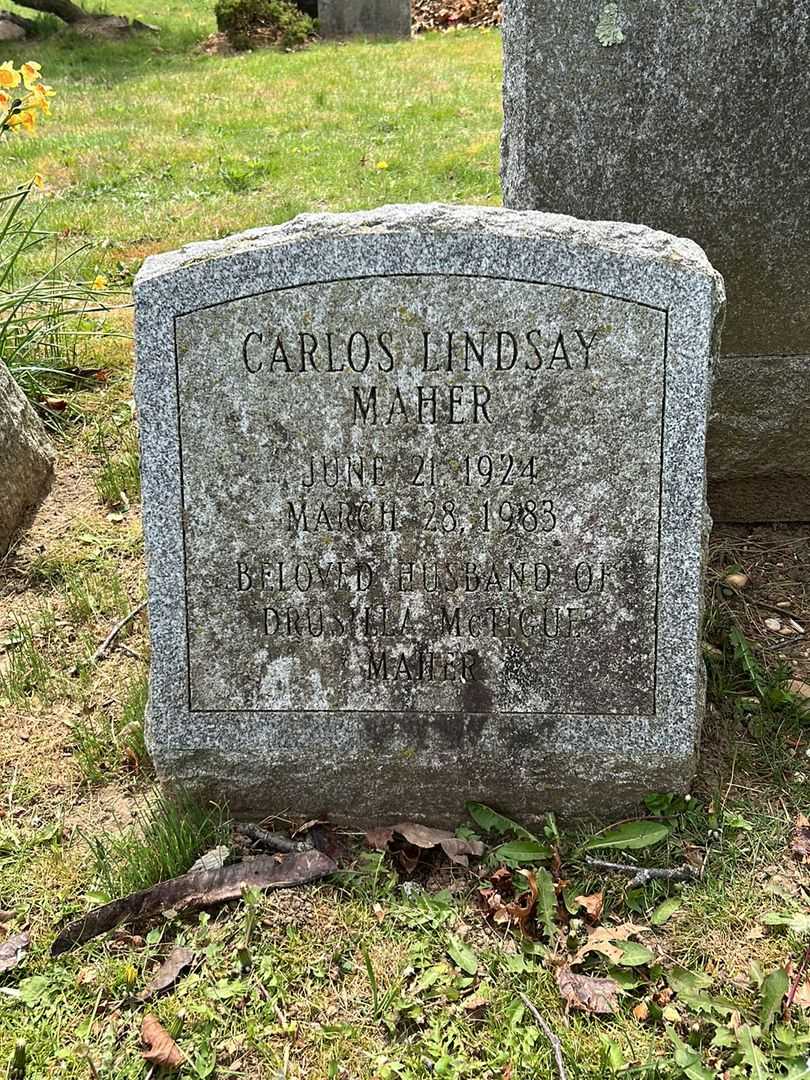 CARLOS LINDSAY
MAHER
JUNE 21, 1924
MARCH 28, 1983
BELOVED HUSBAND OF
DRUSILLA McTIGUE
MAHER